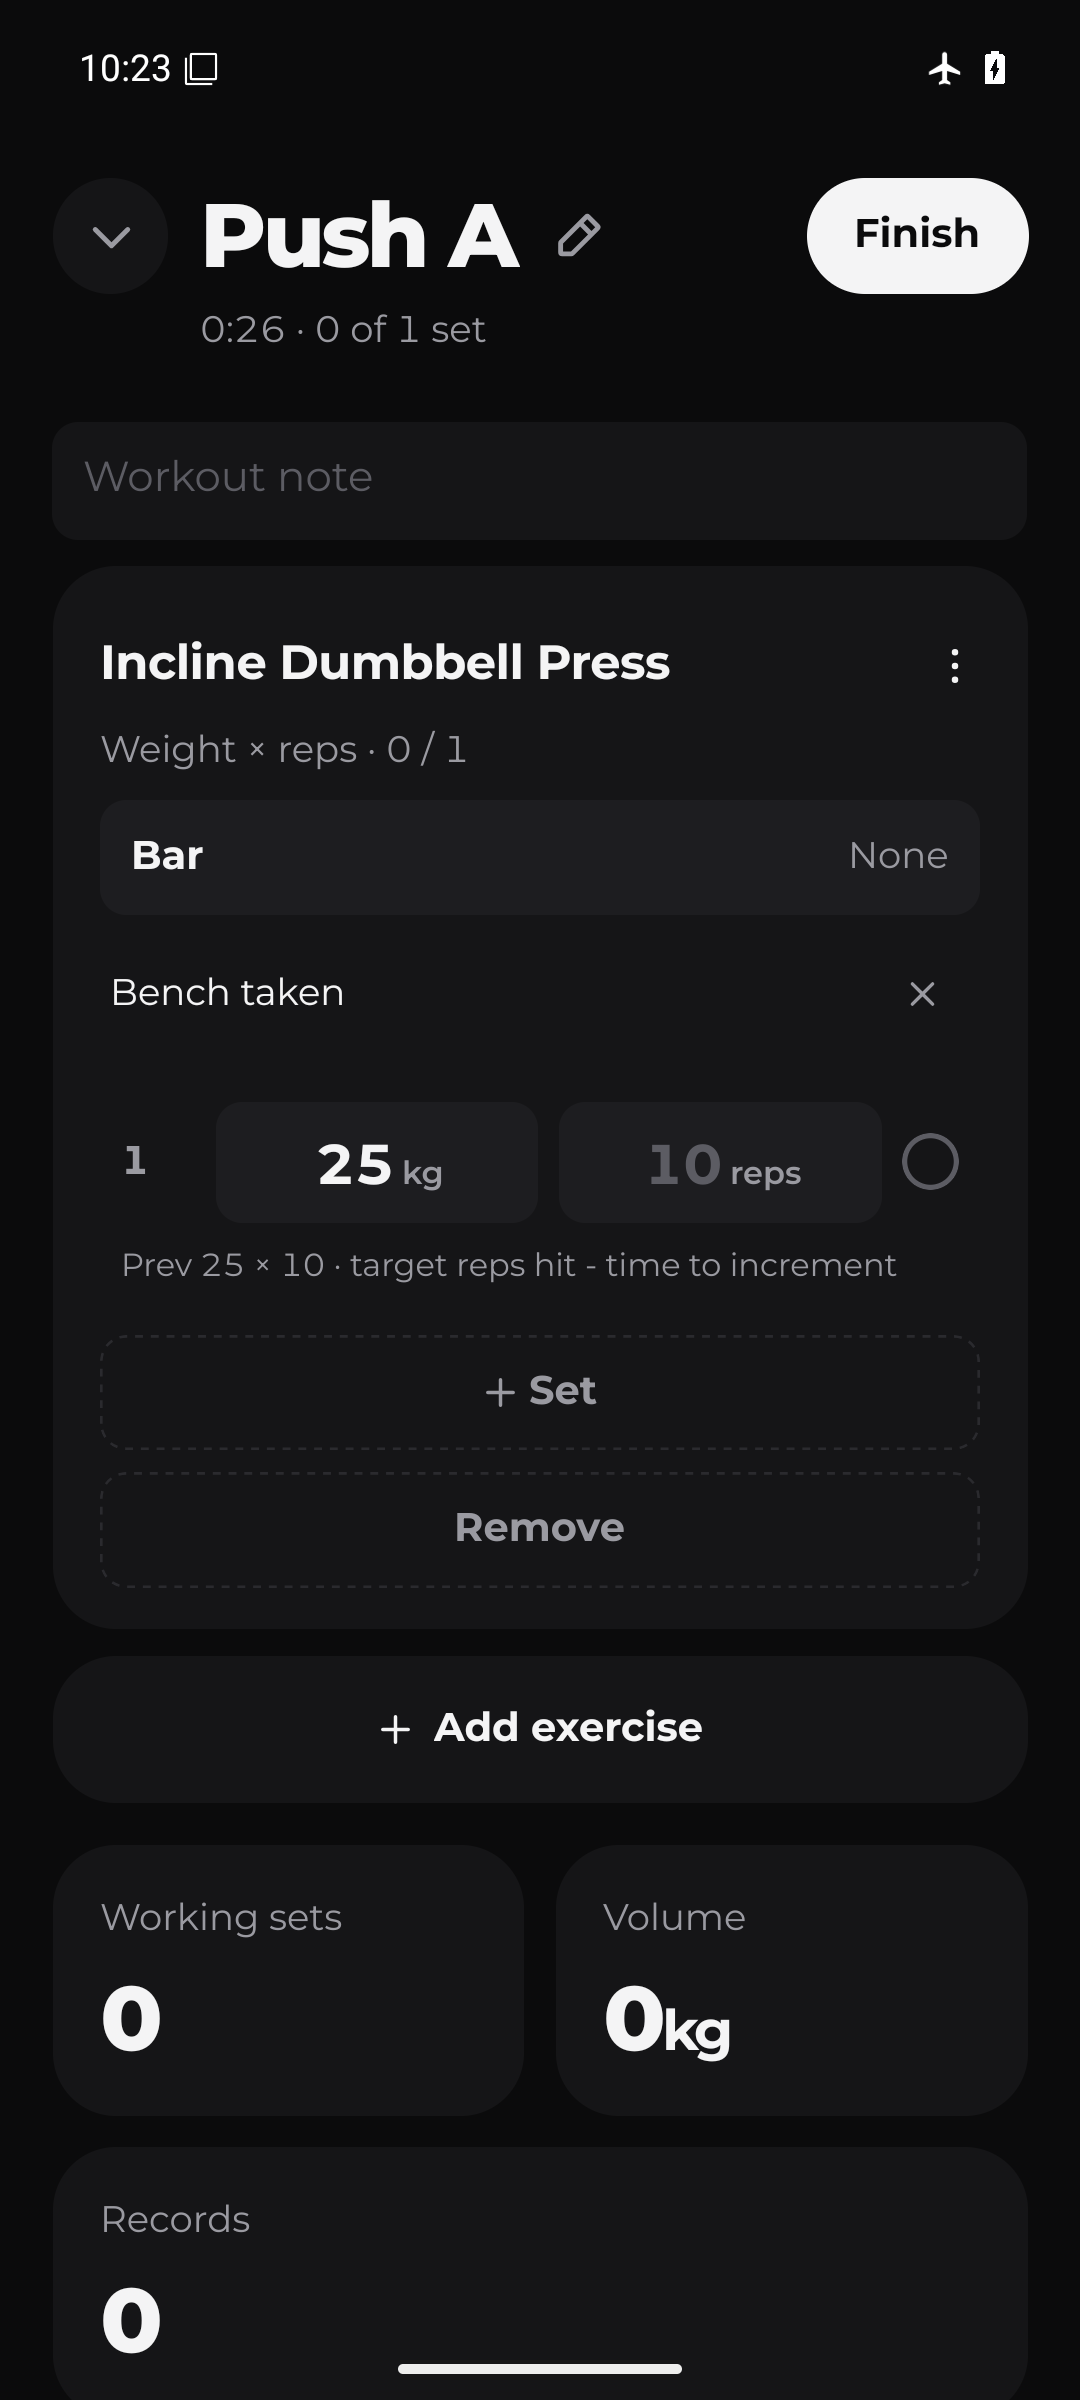 10:23
Push A
Finish
0:26 · 0 of 1 set
Workout note
Incline Dumbbell Press
Weight × reps · 0 / 1
Bar None
Bench taken
1 25 kg 10 reps
Prev 25 × 10 · target reps hit - time to increment
+ Set
Remove
+ Add exercise
Working sets Volume
0 0kg
Records
0